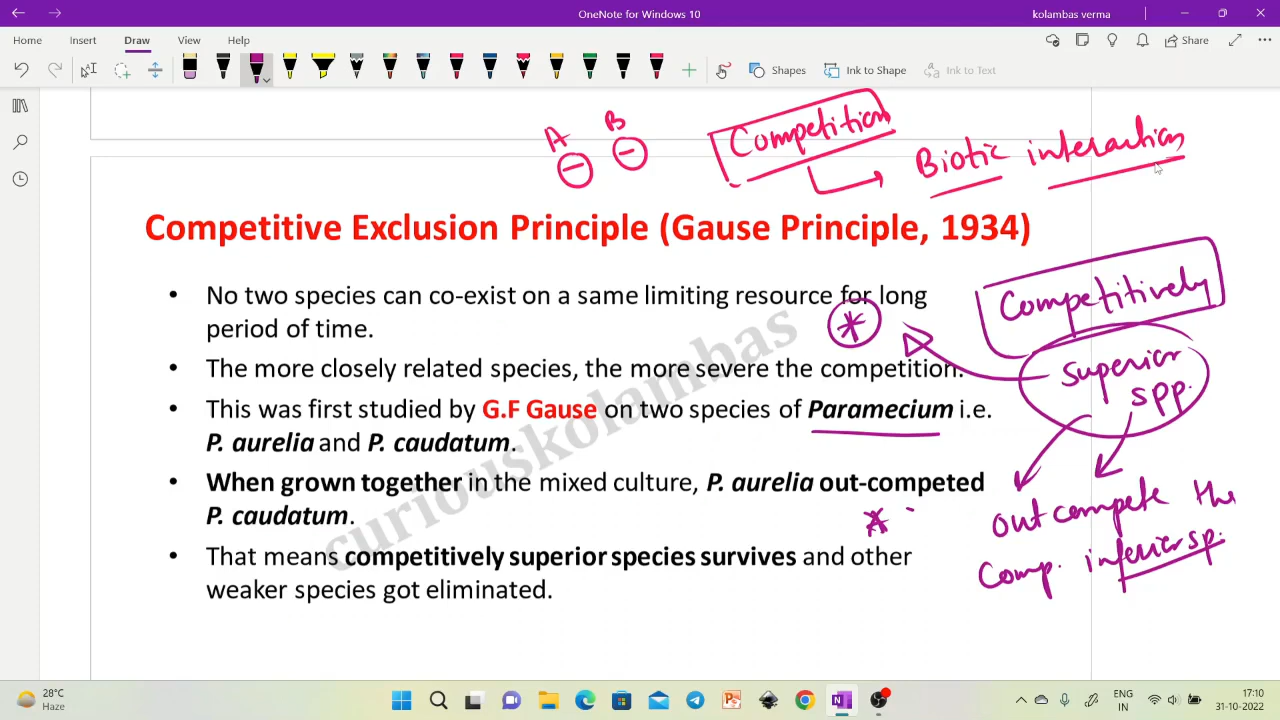 OneNote for Windows 10
kolambas verma
Home Insert Draw View Help
Share
Shapes
Ink to Shape
Ink to Text
A B
Competition
Biotic interaction
Competitive Exclusion Principle (Gause Principle, 1934)
• No two species can co-exist on a same limiting resource for long
period of time.
• The more closely related species, the more severe the competition.
• This was first studied by G.F Gause on two species of Paramecium i.e.
P. aurelia and P. caudatum.
• When grown together in the mixed culture, P. aurelia out-competed
P. caudatum.
• That means competitively superior species survives and other
weaker species got eliminated.
Competitively
Superior
spp.
Out compete the
Comp. inferior sp.
curiouskolambas
28°C
Haze
ENG
IN
17:10
31-10-2022